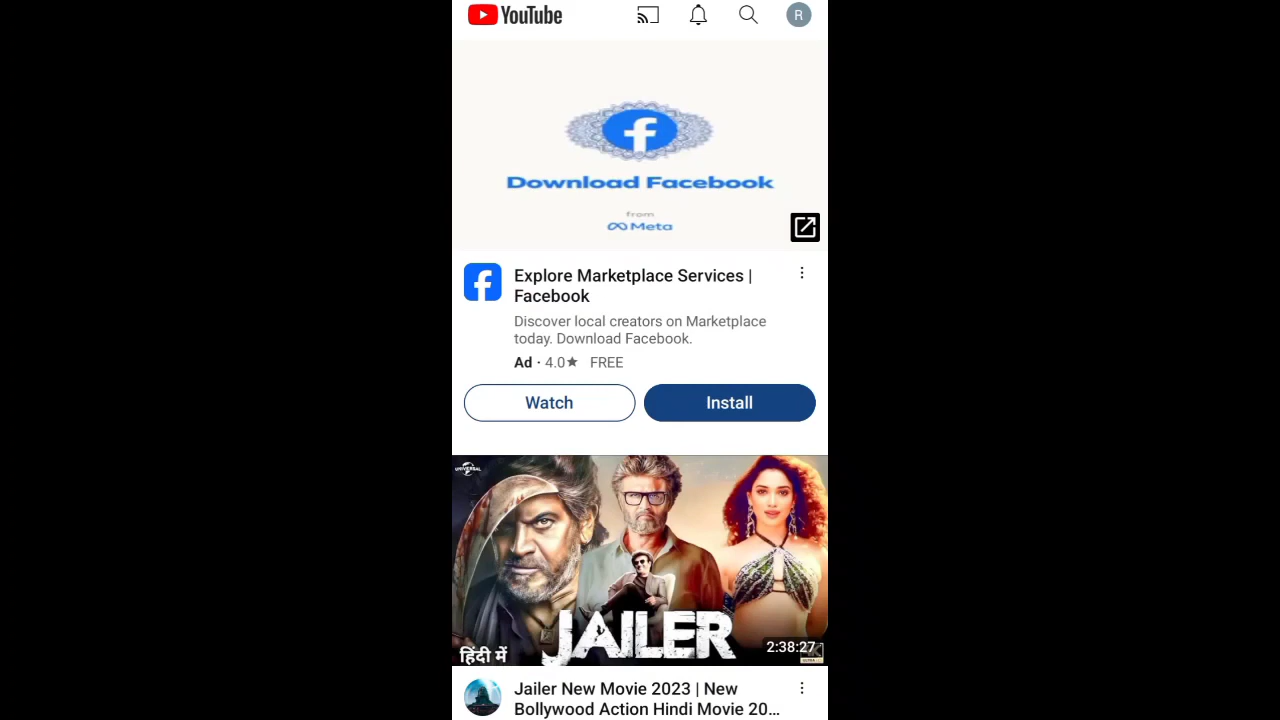 YouTube
R
Download Facebook
from
Meta
Explore Marketplace Services |
Facebook
Discover local creators on Marketplace
today. Download Facebook.
Ad · 4.0★ FREE
Watch
Install
UNIVERSAL
JAILER
हिंदी में
2:38:27
Jailer New Movie 2023 | New
Bollywood Action Hindi Movie 20...